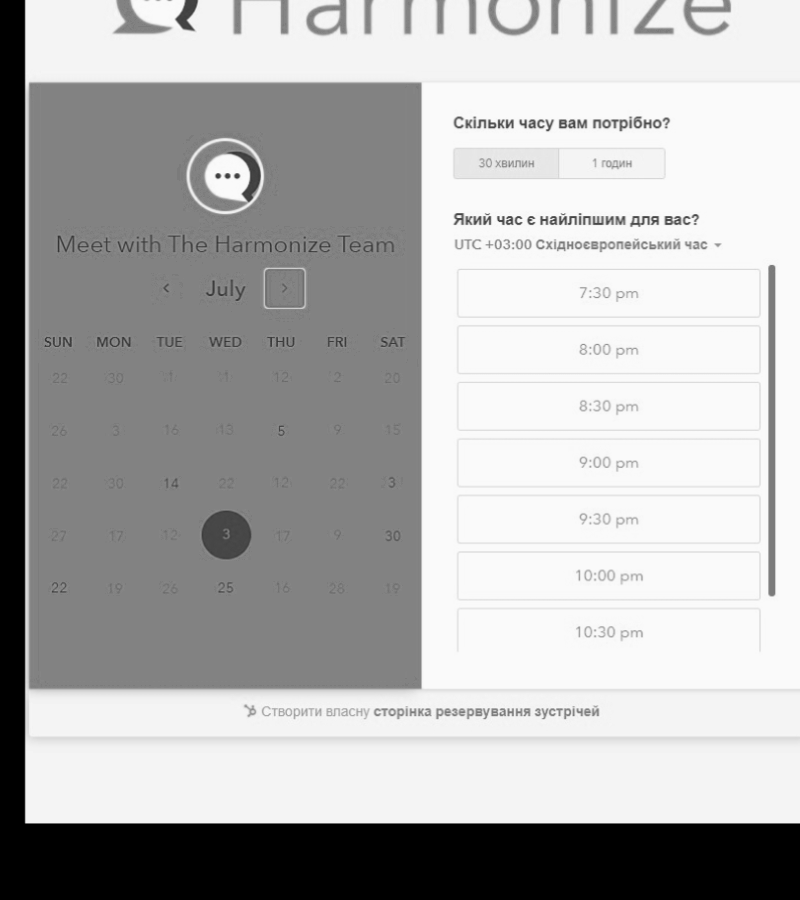 Harmonize
Meet with The Harmonize Team
< July >
SUN MON TUE WED THU FRI SAT
22 30 1 1 12 2 20
26 3 16 13 5 9 15
22 30 14 22 12 22 3
27 17 12 3 17 9 30
22 19 26 25 16 28 19
Скільки часу вам потрібно?
30 хвилин 1 годин
Який час є найліпшим для вас?
UTC +03:00 Східноєвропейський час
7:30 pm
8:00 pm
8:30 pm
9:00 pm
9:30 pm
10:00 pm
10:30 pm
Створити власну сторінка резервування зустрічей